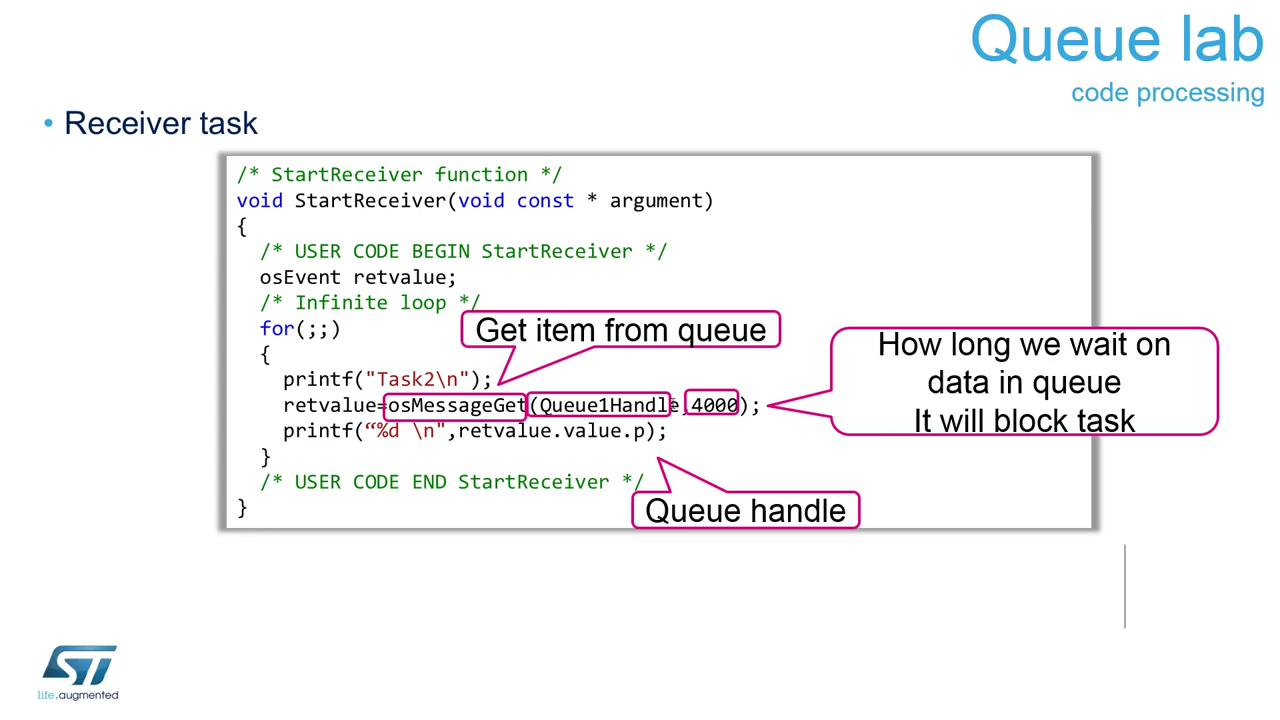 Queue lab
code processing
• Receiver task
/* StartReceiver function */
void StartReceiver(void const * argument)
{
/* USER CODE BEGIN StartReceiver */
osEvent retvalue;
/* Infinite loop */
for(;;)
Get item from queue
{
How long we wait on
data in queue
It will block task
printf("Task2\n");
retvalue=osMessageGet(Queue1Handle,4000);
printf(“%d \n",retvalue.value.p);
}
/* USER CODE END StartReceiver */
Queue handle
}
ST
life.augmented